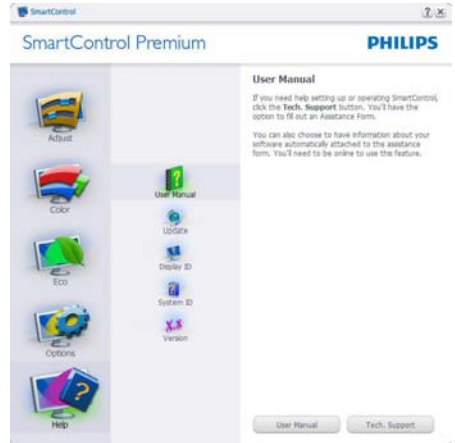 SmartControl
SmartControl Premium
PHILIPS
Adjust
Color
Eco
Options
Help
User Manual
Update
Display ID
System ID
Version
User Manual
If you need help setting up or operating SmartControl,
click the Tech. Support button. You'll have the
option to fill out an Assistance Form.
You can also choose to have information about your
software automatically attached to the assistance
form. You'll need to be online to use this feature.
User Manual
Tech. Support